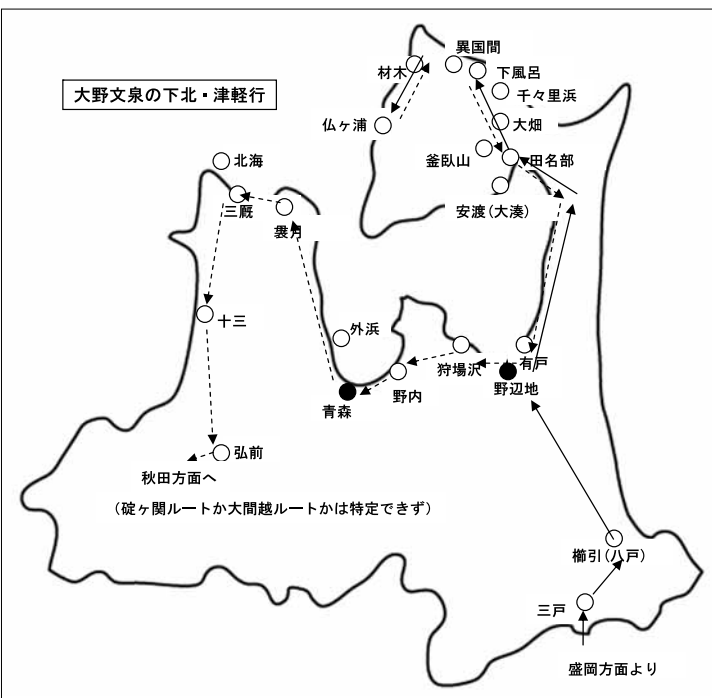 大野文泉の下北・津軽行
異国間
材木
下風呂
千々里浜
仏ヶ浦
大畑
釜臥山
田名部
安渡(大湊)
北海
三厩
袰月
十三
外浜
狩場沢
有戸
野辺地
野内
青森
弘前
秋田方面へ
(碇ヶ関ルートか大間越ルートかは特定できず)
櫛引(八戸)
三戸
盛岡方面より